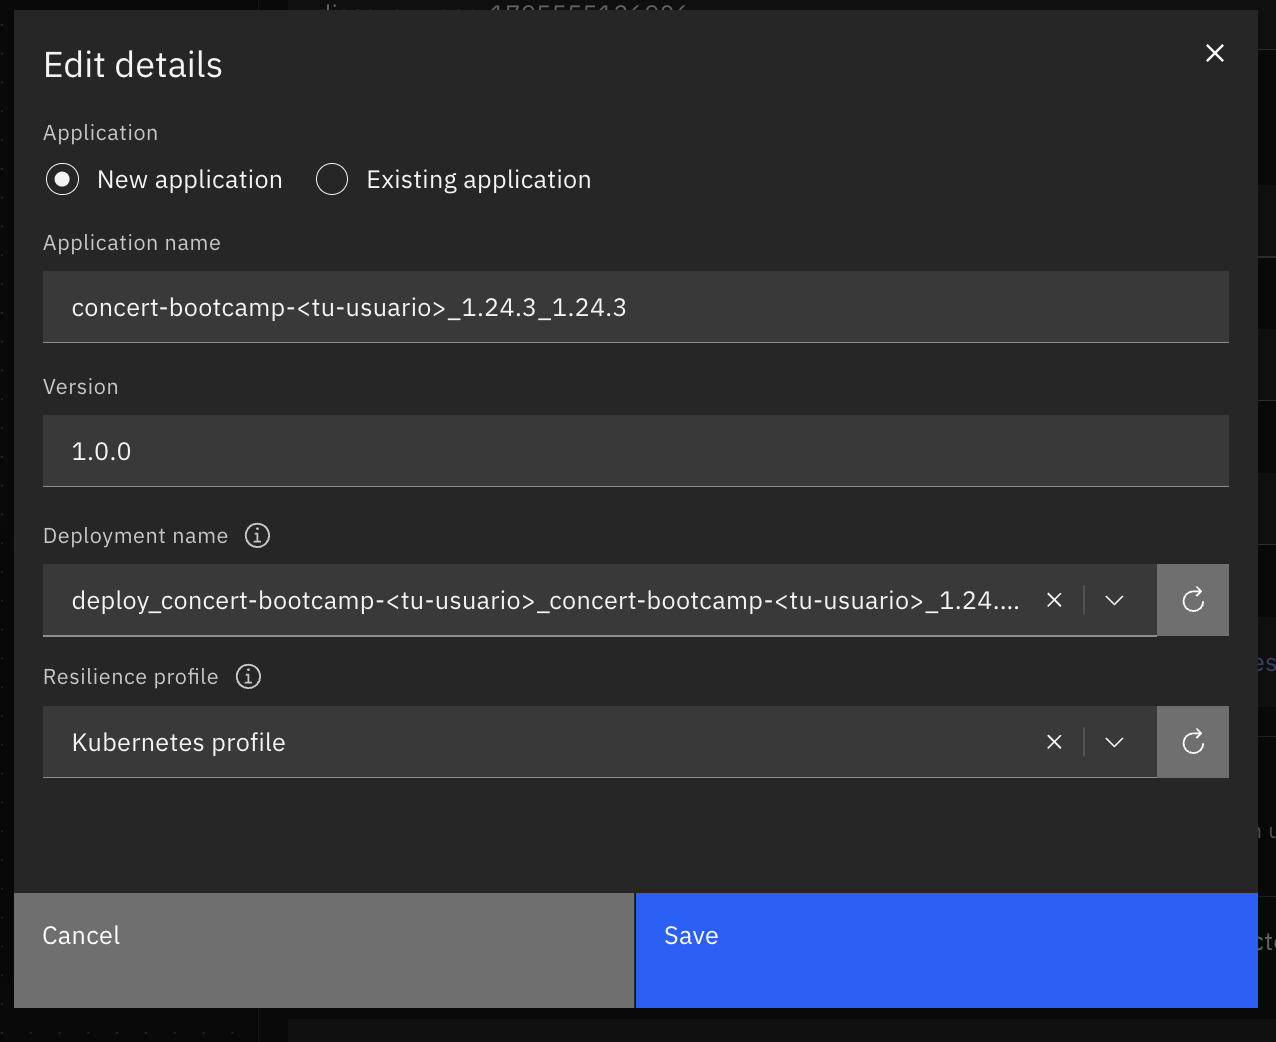 Edit details
Application
New application
Existing application
Application name
concert-bootcamp-<tu-usuario>_1.24.3_1.24.3
Version
1.0.0
Deployment name
deploy_concert-bootcamp-<tu-usuario>_concert-bootcamp-<tu-usuario>_1.24....
Resilience profile
Kubernetes profile
Cancel
Save